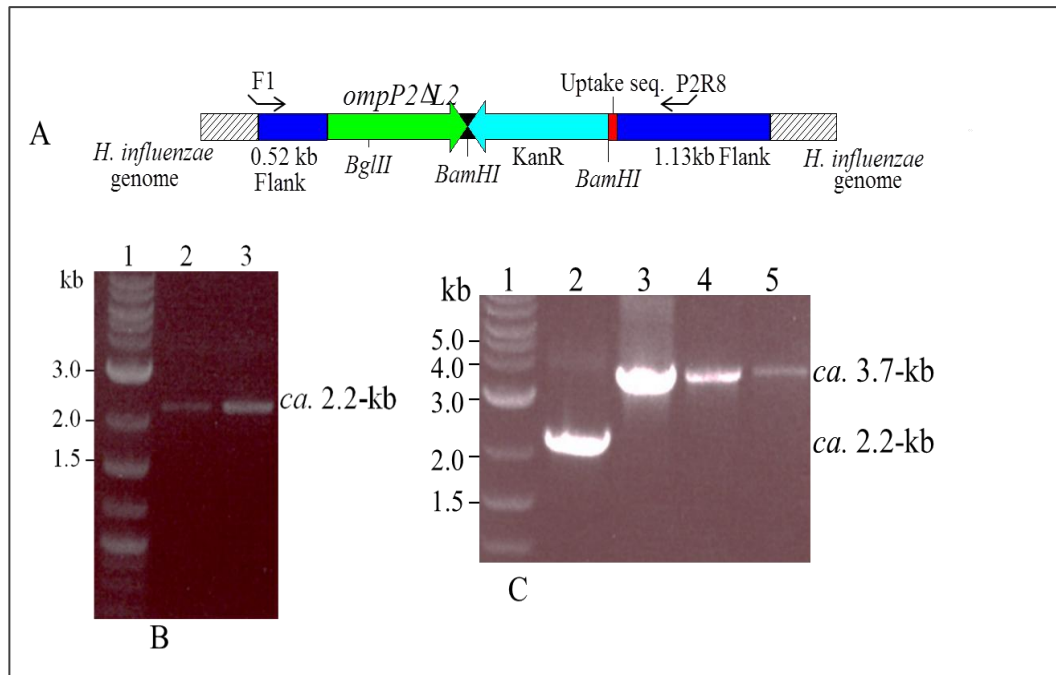 Uptake seq.
F1
ompP2ΔL2
P2R8
A
H. influenzae
genome
0.52 kb
Flank
BglII
BamHI
KanR
BamHI
1.13kb Flank
H. influenzae
genome
1 2 3
kb
3.0
2.0
1.5
ca. 2.2-kb
B
1 2 3 4 5
kb
5.0
4.0
3.0
2.0
1.5
ca. 3.7-kb
ca. 2.2-kb
C